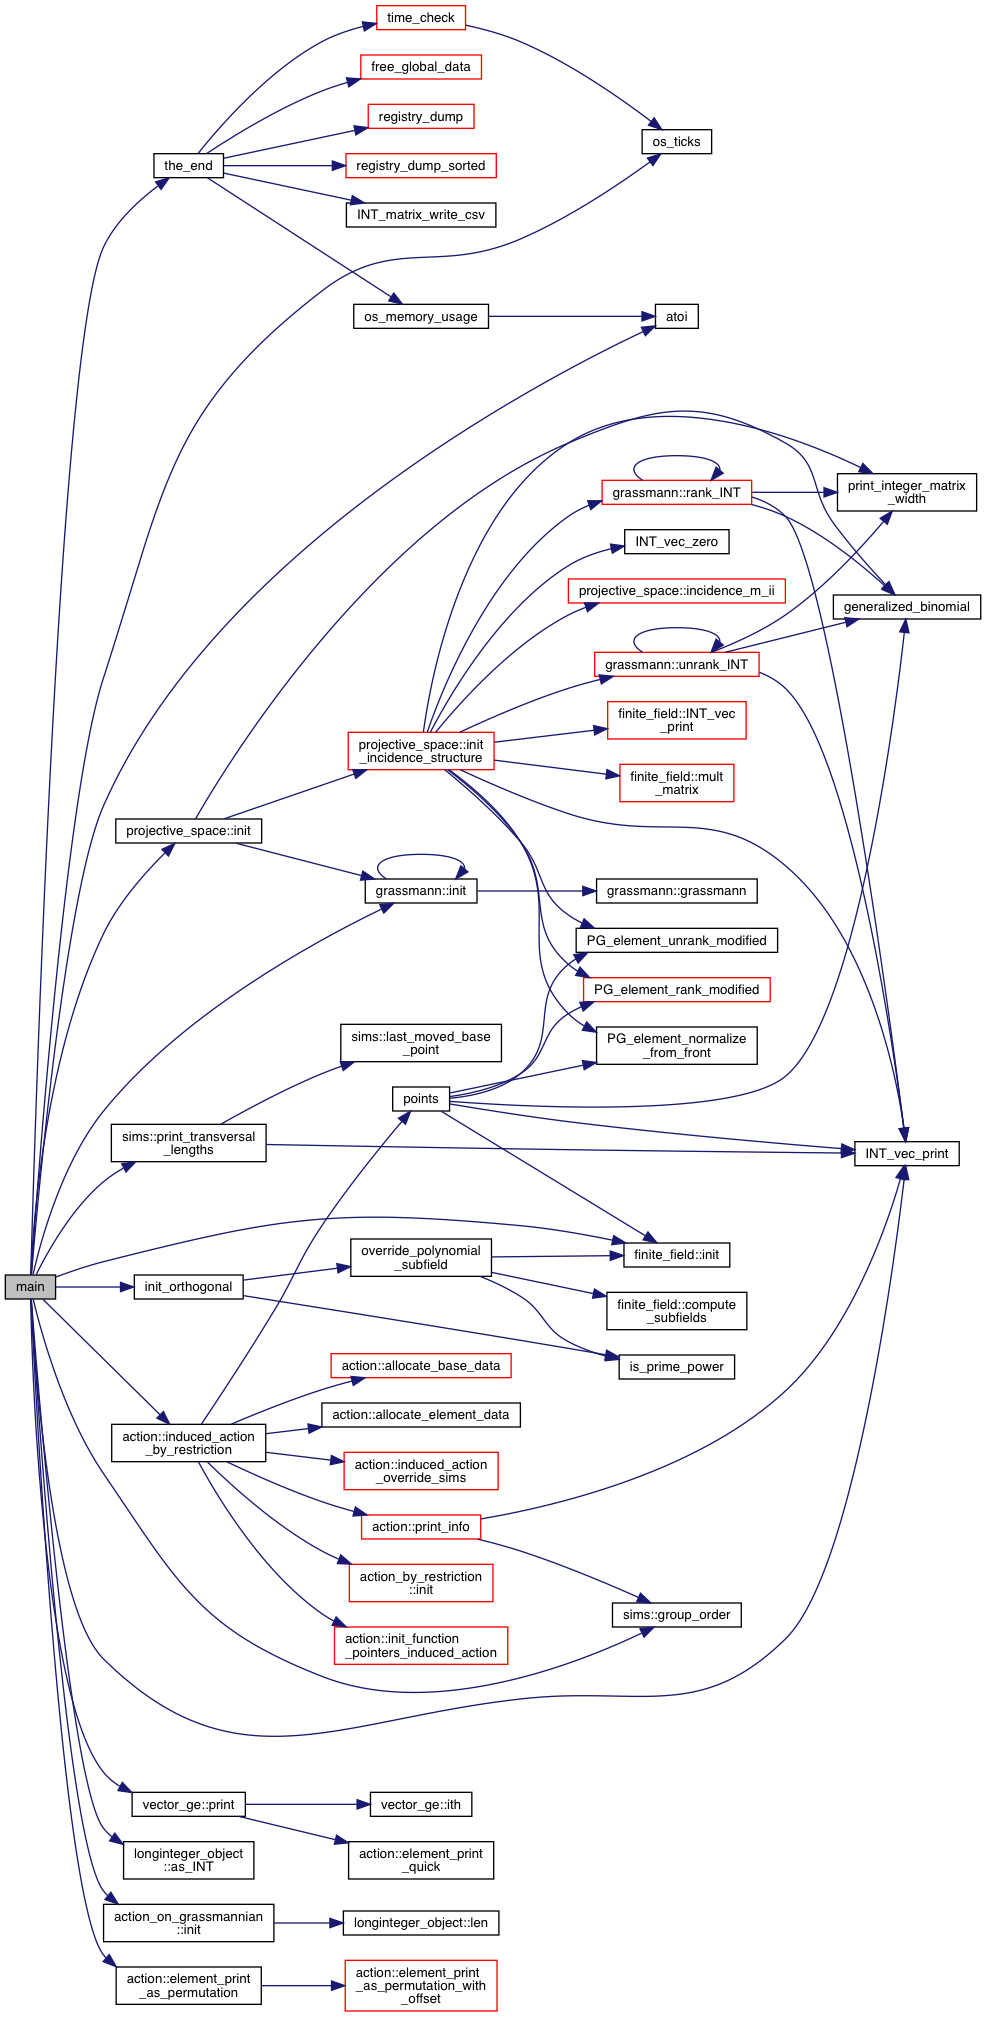 time_check
free_global_data
registry_dump
os_ticks
the_end
registry_dump_sorted
INT_matrix_write_csv
os_memory_usage
atoi
grassmann::rank_INT
print_integer_matrix
_width
INT_vec_zero
projective_space::incidence_m_ii
generalized_binomial
grassmann::unrank_INT
finite_field::INT_vec
_print
projective_space::init
_incidence_structure
finite_field::mult
_matrix
projective_space::init
grassmann::init
grassmann::grassmann
PG_element_unrank_modified
PG_element_rank_modified
sims::last_moved_base
_point
PG_element_normalize
_from_front
points
sims::print_transversal
_lengths
INT_vec_print
override_polynomial
_subfield
finite_field::init
main
init_orthogonal
finite_field::compute
_subfields
action::allocate_base_data
is_prime_power
action::allocate_element_data
action::induced_action
_by_restriction
action::induced_action
_override_sims
action::print_info
action_by_restriction
::init
sims::group_order
action::init_function
_pointers_induced_action
vector_ge::print
vector_ge::ith
longinteger_object
::as_INT
action::element_print
_quick
action_on_grassmannian
::init
longinteger_object::len
action::element_print
_as_permutation
action::element_print
_as_permutation_with
_offset